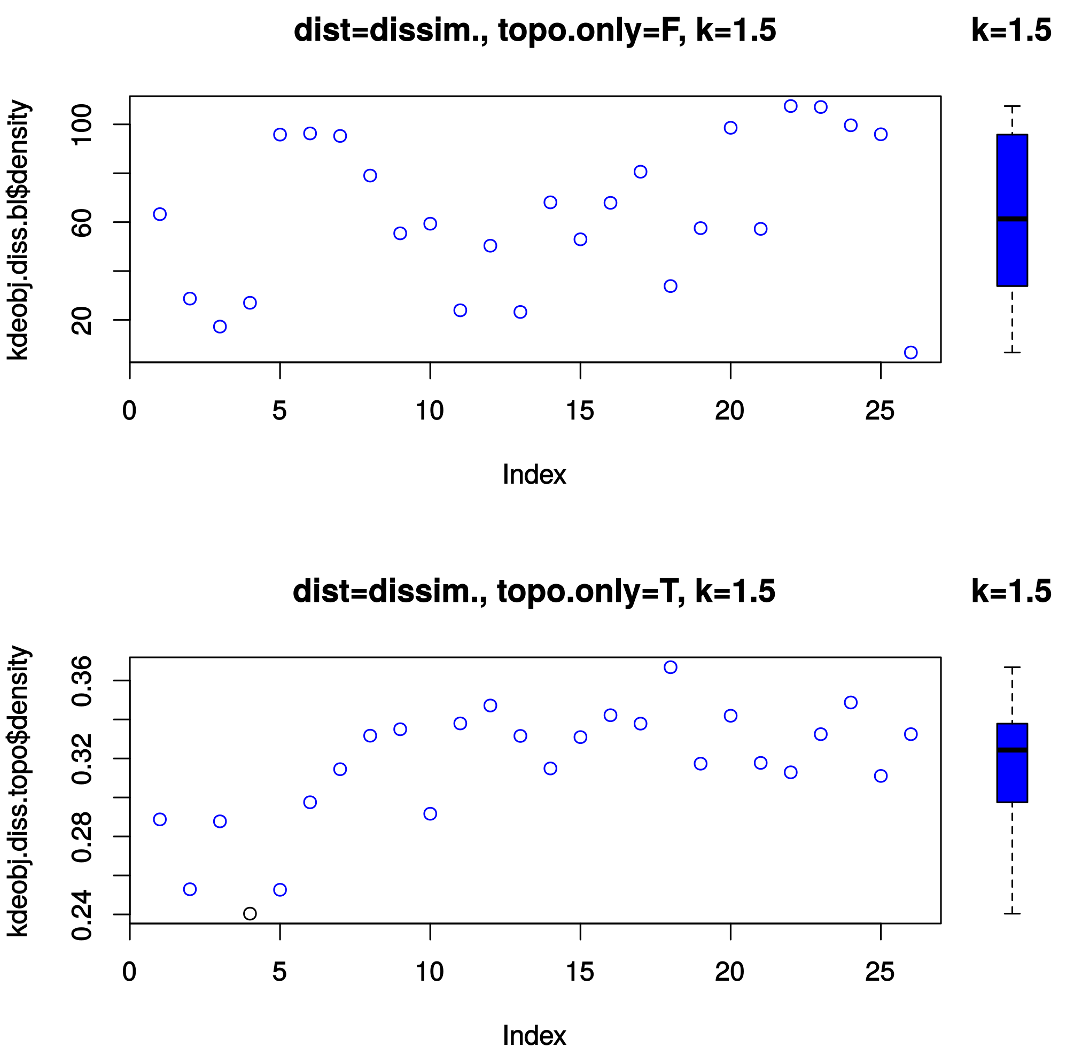 dist=dissim., topo.only=F, k=1.5
k=1.5
kdeobj.diss.bl$density
100
60
20
0 5 10 15 20 25
Index
dist=dissim., topo.only=T, k=1.5
k=1.5
kdeobj.diss.topo$density
0.36
0.32
0.28
0.24
0 5 10 15 20 25
Index